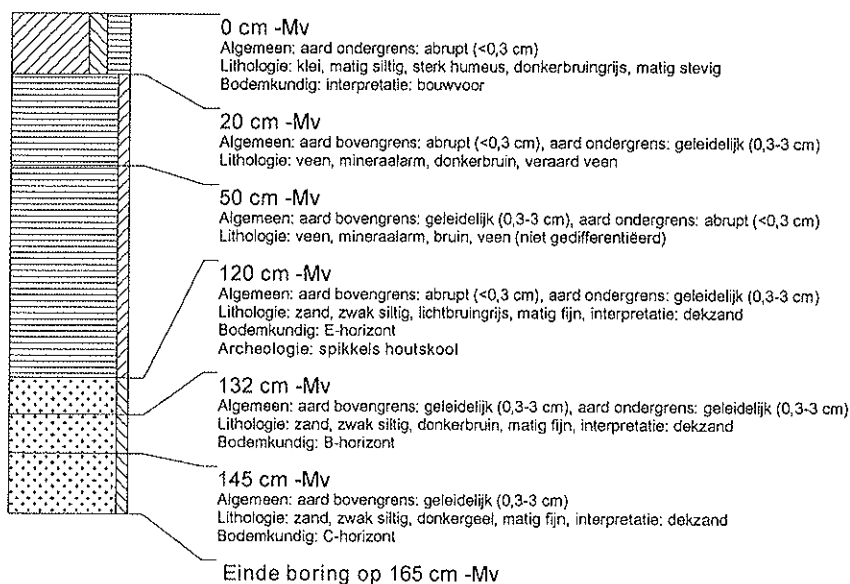 0 cm -Mv
Algemeen: aard ondergrens: abrupt (<0,3 cm)
Lithologie: klei, matig siltig, sterk humeus, donkerbruingrijs, matig stevig
Bodemkundig: interpretatie: bouwvoor
20 cm -Mv
Algemeen: aard bovengrens: abrupt (<0,3 cm), aard ondergrens: geleidelijk (0,3-3 cm)
Lithologie: veen, mineraalarm, donkerbruin, veraard veen
50 cm -Mv
Algemeen: aard bovengrens: geleidelijk (0,3-3 cm), aard ondergrens: abrupt (<0,3 cm)
Lithologie: veen, mineraalarm, bruin, veen (niet gedifferentiëerd)
120 cm -Mv
Algemeen: aard bovengrens: abrupt (<0,3 cm), aard ondergrens: geleidelijk (0,3-3 cm)
Lithologie: zand, zwak siltig, lichtbruingrijs, matig fijn, interpretatie: dekzand
Bodemkundig: E-horizont
Archeologie: spikkels houtskool
132 cm -Mv
Algemeen: aard bovengrens: geleidelijk (0,3-3 cm), aard ondergrens: geleidelijk (0,3-3 cm)
Lithologie: zand, zwak siltig, donkerbruin, matig fijn, interpretatie: dekzand
Bodemkundig: B-horizont
145 cm -Mv
Algemeen: aard bovengrens: geleidelijk (0,3-3 cm)
Lithologie: zand, zwak siltig, donkergeel, matig fijn, interpretatie: dekzand
Bodemkundig: C-horizont
Einde boring op 165 cm -Mv